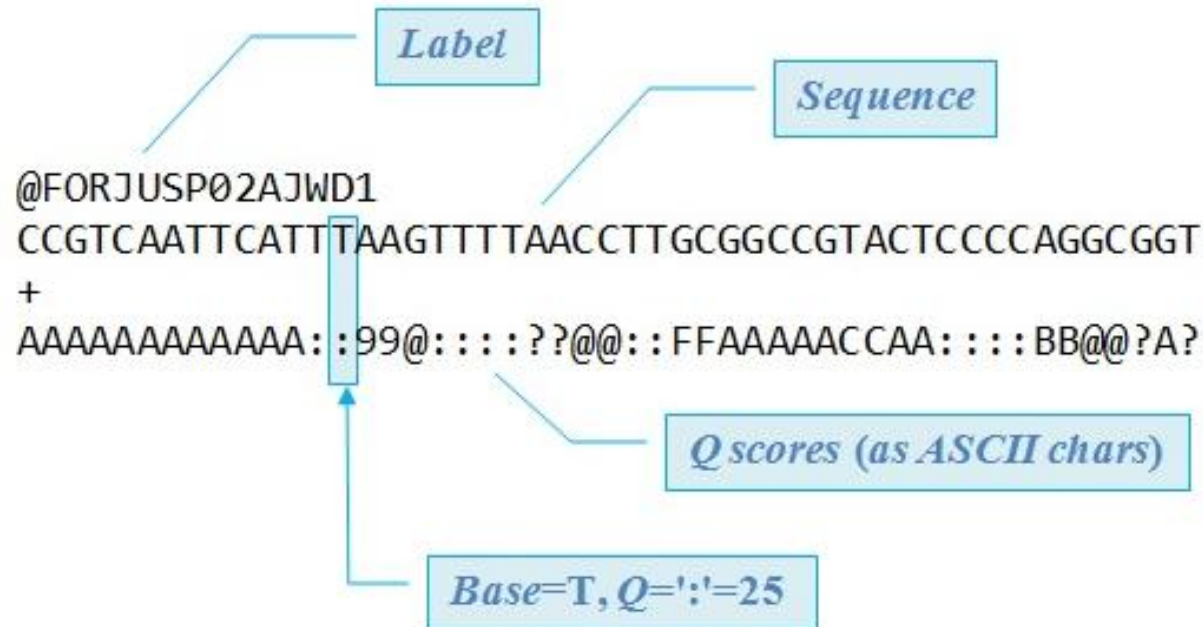 Label
Sequence
@FORJUSP02AJWD1
CCGTCAATTCATTTAAGTTTTAACCTTGCGGCCGTACTCCCCAGGCGGT
+
AAAAAAAAAAAA::99@::::??@@::FFAAAAACCAA::::BB@@?A?
Q scores (as ASCII chars)
Base=T, Q=':'=25